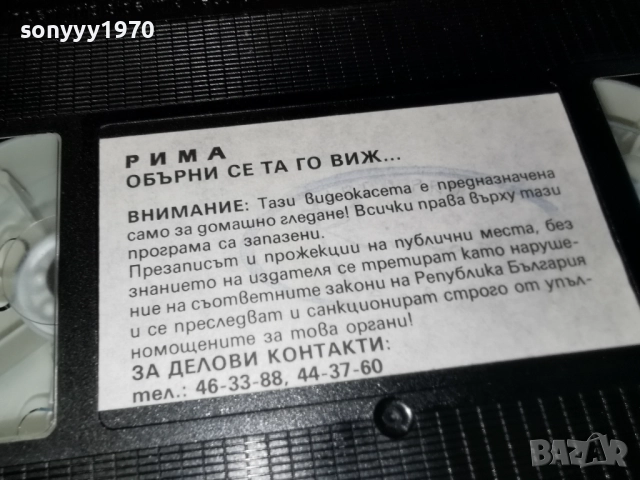 sonyyy1970
РИМА
ОБЪРНИ СЕ ТА ГО ВИЖ...
ВНИМАНИЕ: Тази видеокасета е предназначена
само за домашно гледане! Всички права върху тази
програма са запазени.
Презаписът и прожекции на публични места, без
знанието на издателя се третират като наруше-
ние на съответните закони на Република България
и се преследват и санкционират строго от упъл-
номощените за това органи!
ЗА ДЕЛОВИ КОНТАКТИ:
тел.: 46-33-88, 44-37-60
BAZAR